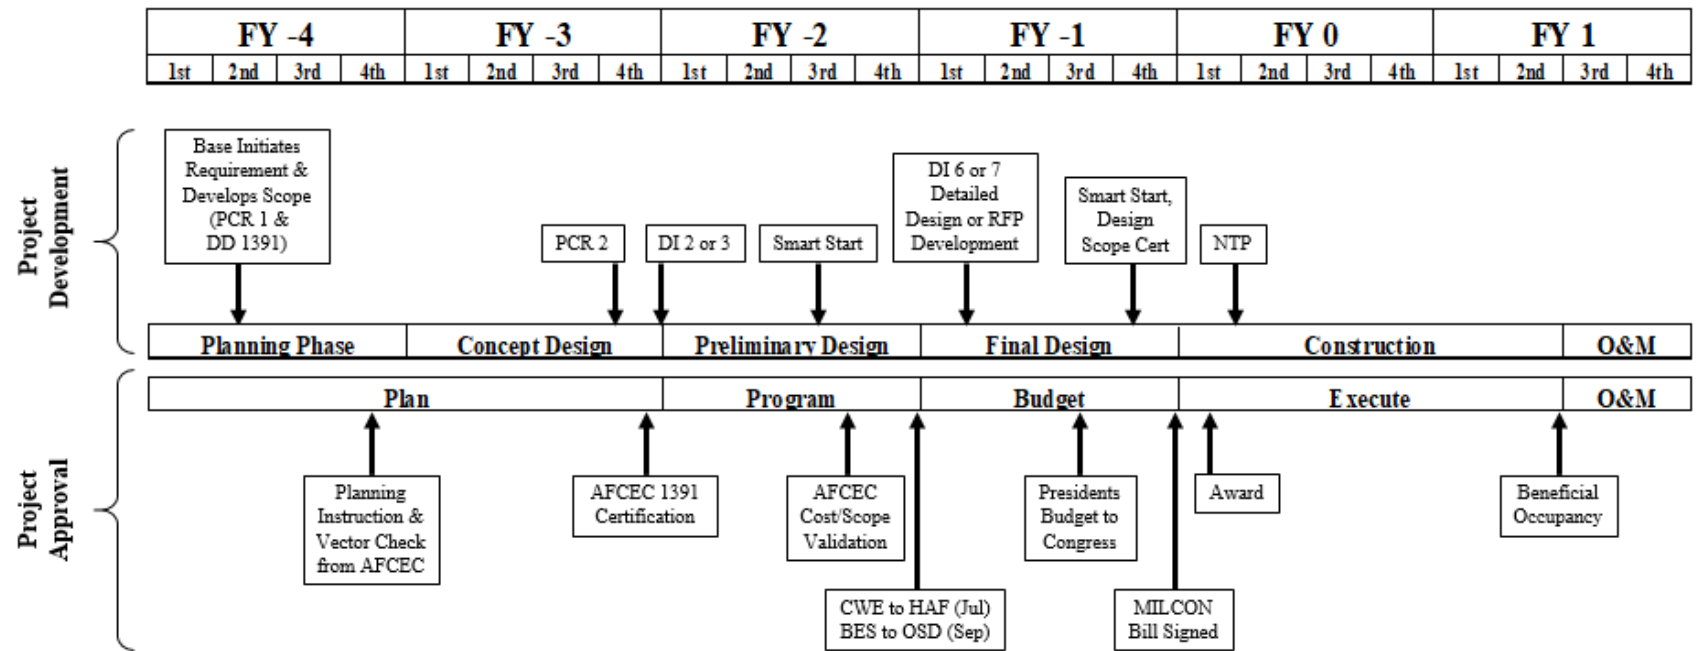 FY -4 FY -3 FY -2 FY -1 FY 0 FY 1
1st 2nd 3rd 4th 1st 2nd 3rd 4th 1st 2nd 3rd 4th 1st 2nd 3rd 4th 1st 2nd 3rd 4th 1st 2nd 3rd 4th
Project
Development
Base Initiates
Requirement &
Develops Scope
(PCR 1 &
DD 1391)
PCR 2
DI 2 or 3
Smart Start
DI 6 or 7
Detailed
Design or RFP
Development
Smart Start,
Design
Scope Cert
NTP
Planning Phase Concept Design Preliminary Design Final Design Construction O&M
Plan Program Budget Execute O&M
Project
Approval
Planning
Instruction &
Vector Check
from AFCEC
AFCEC 1391
Certification
AFCEC
Cost/Scope
Validation
CWE to HAF (Jul)
BES to OSD (Sep)
Presidents
Budget to
Congress
MILCON
Bill Signed
Award
Beneficial
Occupancy